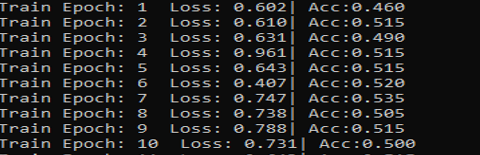 Train Epoch: 1  Loss: 0.602| Acc:0.460
Train Epoch: 2  Loss: 0.610| Acc:0.515
Train Epoch: 3  Loss: 0.631| Acc:0.490
Train Epoch: 4  Loss: 0.961| Acc:0.515
Train Epoch: 5  Loss: 0.643| Acc:0.515
Train Epoch: 6  Loss: 0.407| Acc:0.520
Train Epoch: 7  Loss: 0.747| Acc:0.535
Train Epoch: 8  Loss: 0.738| Acc:0.505
Train Epoch: 9  Loss: 0.788| Acc:0.515
Train Epoch: 10  Loss: 0.731| Acc:0.500